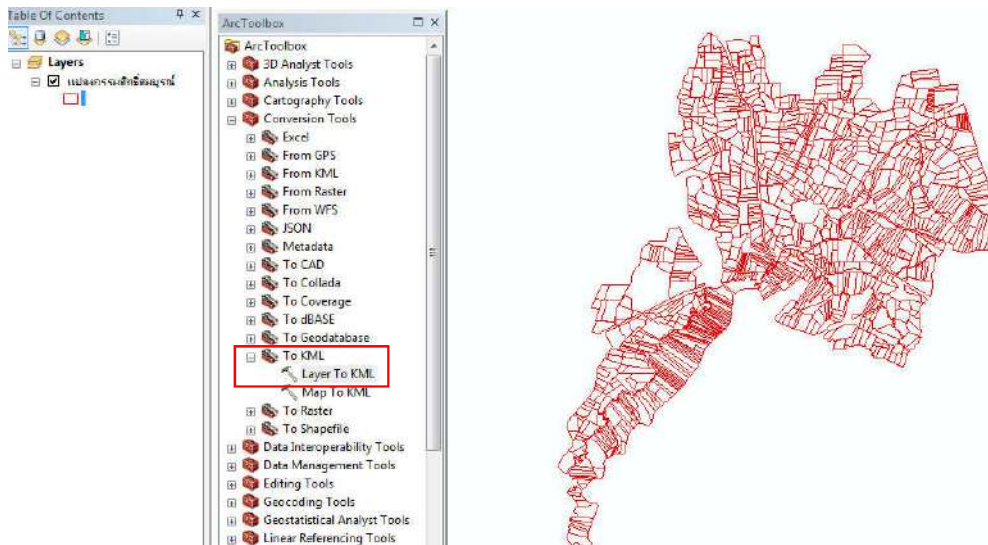 Table Of Contents
Layers
แปลงกรรมสิทธิ์สมบูรณ์
ArcToolbox
ArcToolbox
3D Analyst Tools
Analysis Tools
Cartography Tools
Conversion Tools
Excel
From GPS
From KML
From Raster
From WFS
JSON
Metadata
To CAD
To Collada
To Coverage
To dBASE
To Geodatabase
To KML
Layer To KML
Map To KML
To Raster
To Shapefile
Data Interoperability Tools
Data Management Tools
Editing Tools
Geocoding Tools
Geostatistical Analyst Tools
Linear Referencing Tools